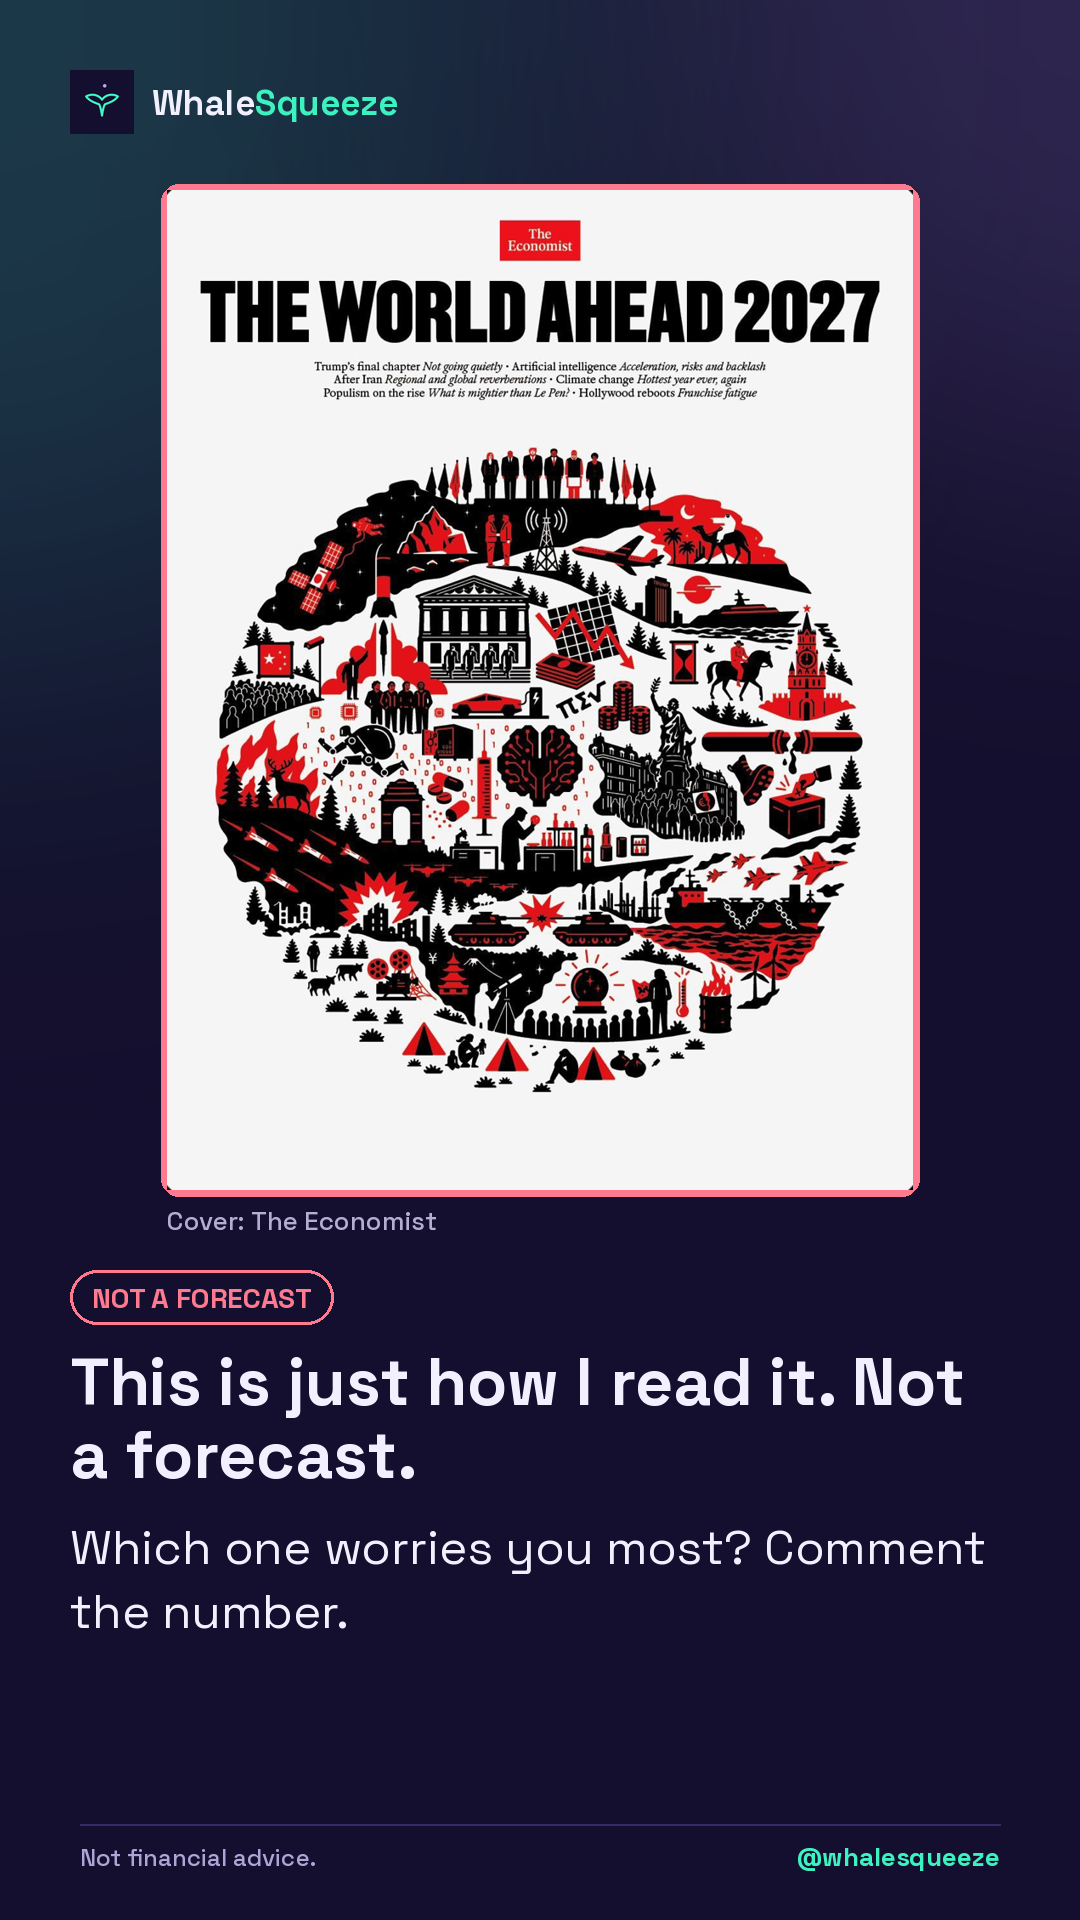 WhaleSqueeze
The
Economist
THE WORLD AHEAD 2027
Trump's final chapter Not going quietly • Artificial intelligence Acceleration, risks and backlash
After Iran Regional and global reverberations • Climate change Hottest year ever, again
Populism on the rise What is mightier than Le Pen? • Hollywood reboots Franchise fatigue
¥
Cover: The Economist
NOT A FORECAST
This is just how I read it. Not
a forecast.
Which one worries you most? Comment
the number.
Not financial advice.
@whalesqueeze